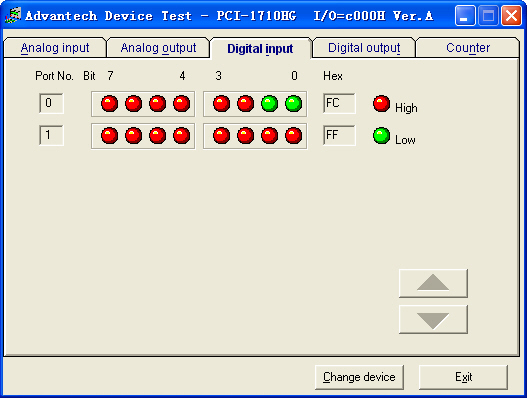 Advantech Device Test - PCI-1710HG I/O=c000H Ver.A
Analog input Analog output Digital input Digital output Counter
Port No. Bit 7 4 3 0 Hex
0 FC High
1 FF Low
Change device Exit